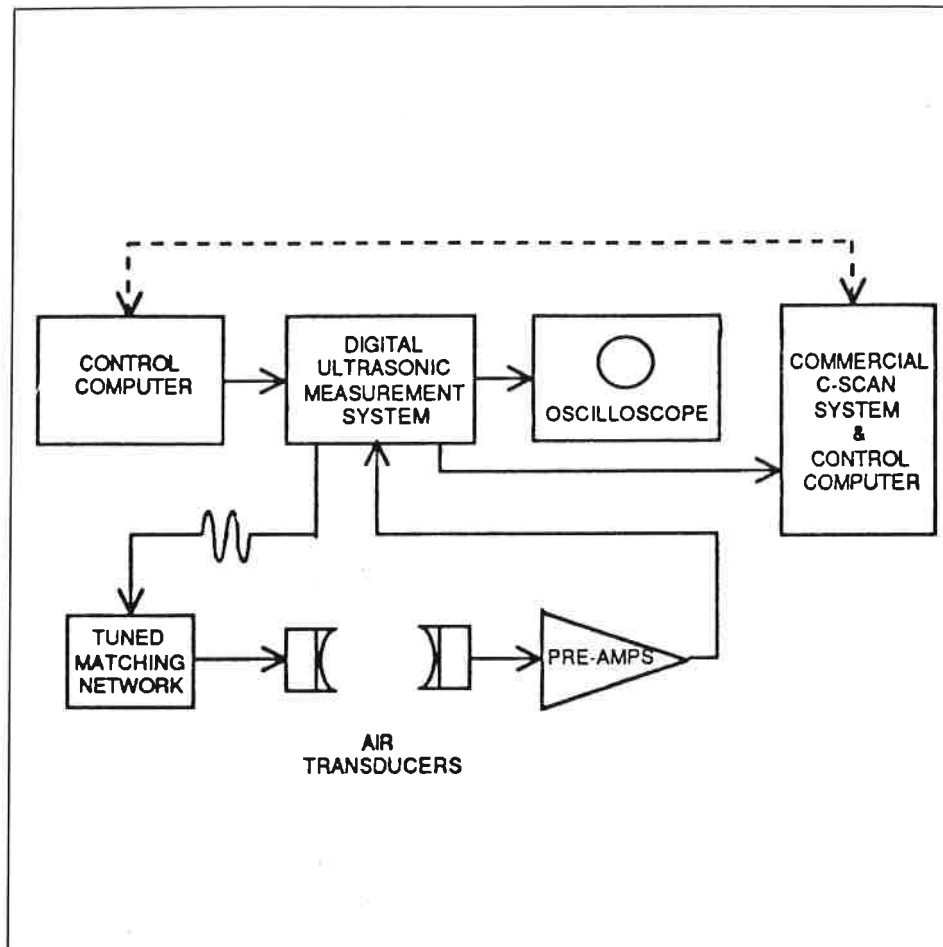 CONTROL
COMPUTER
DIGITAL
ULTRASONIC
MEASUREMENT
SYSTEM
OSCILLOSCOPE
COMMERCIAL
C-SCAN
SYSTEM
&
CONTROL
COMPUTER
TUNED
MATCHING
NETWORK
PRE-AMPS
AIR
TRANSDUCERS